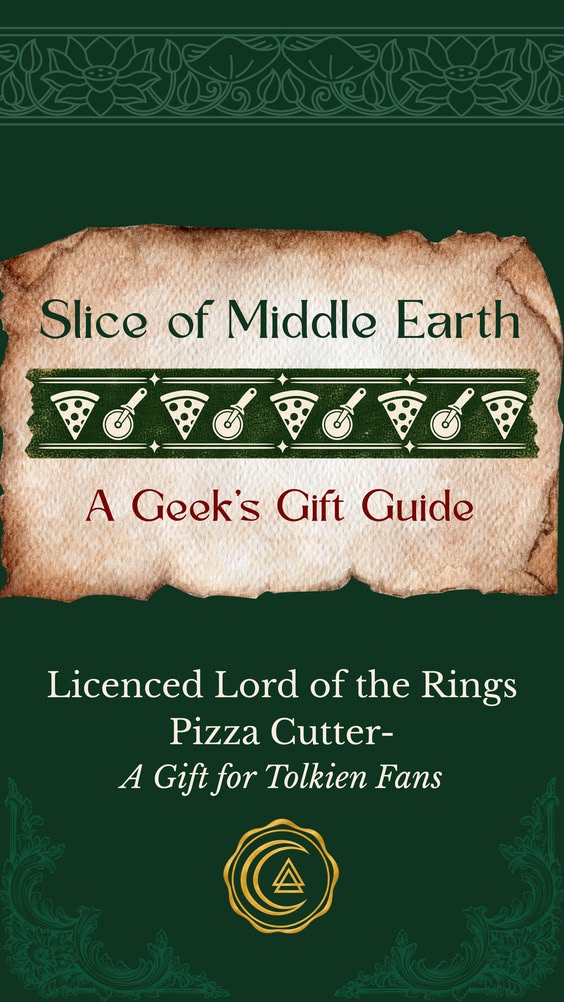 Slice of Middle Earth
A Geek's Gift Guide
Licenced Lord of the Rings
Pizza Cutter-
A Gift for Tolkien Fans